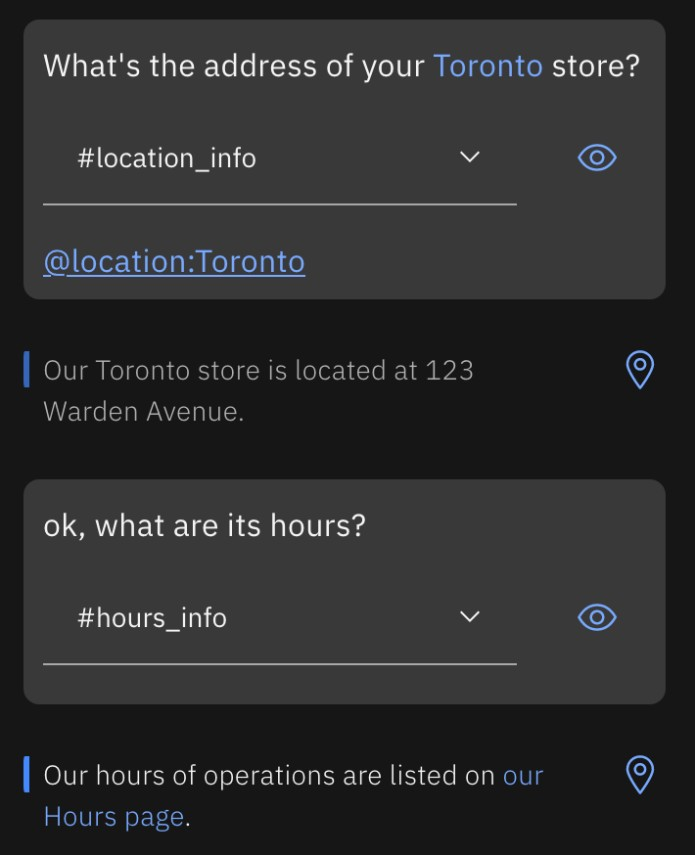 What's the address of your Toronto store?
#location_info
@location:Toronto
Our Toronto store is located at 123
Warden Avenue.
ok, what are its hours?
#hours_info
Our hours of operations are listed on our
Hours page.